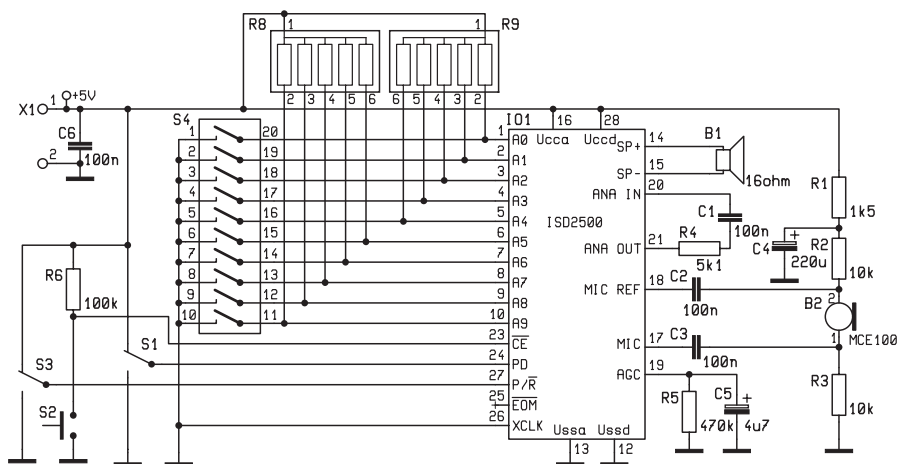 R8 1 1 R9
2 3 4 5 6 6 5 4 3 2
X1 1 +5V
2
C6
100n
S4
1 20
2 19
3 18
4 17
5 16
6 15
7 14
8 13
9 12
10 11
IO1
16 28
Ucca Uccd
ISD2500
1 A0
2 A1
3 A2
4 A3
5 A4
6 A5
7 A6
8 A7
9 A8
10 A9
23 CE
24 PD
27 P/R
25 EOM
26 XCLK
Ussa Ussd
13 12
SP+ 14
SP- 15
ANA IN 20
ANA OUT 21
MIC REF 18
MIC 17
AGC 19
B1
16ohm
C1
100n
R4
5k1
C2
100n
C3
100n
R5
470k
C5 +
4u7
C4 +
220u
R1
1k5
R2
10k
B2 2
1
MCE100
R3
10k
R6
100k
S1
S3
S2